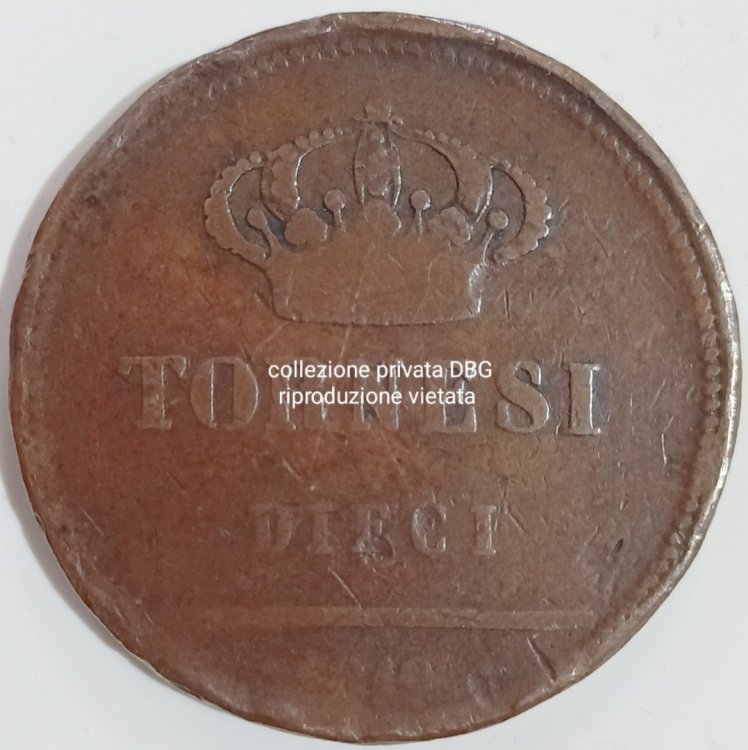 TORNESI
collezione privata DBG
riproduzione vietata
DIECI